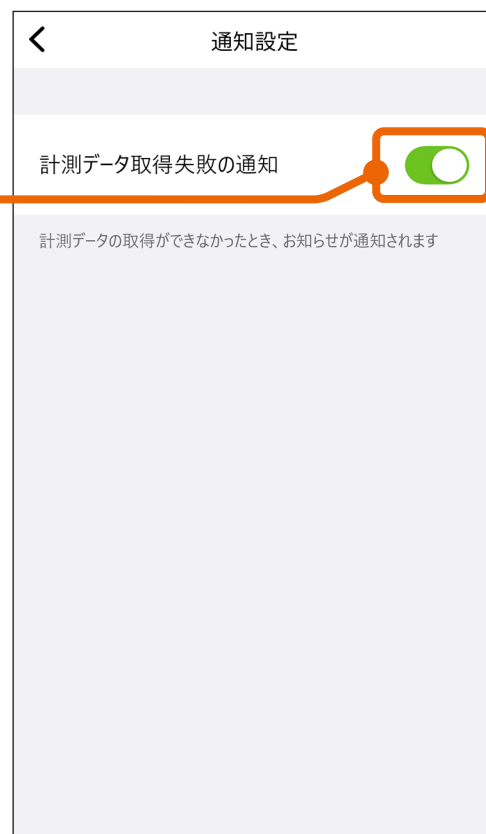 通知設定
計測データ取得失敗の通知
計測データの取得ができなかったとき、お知らせが通知されます